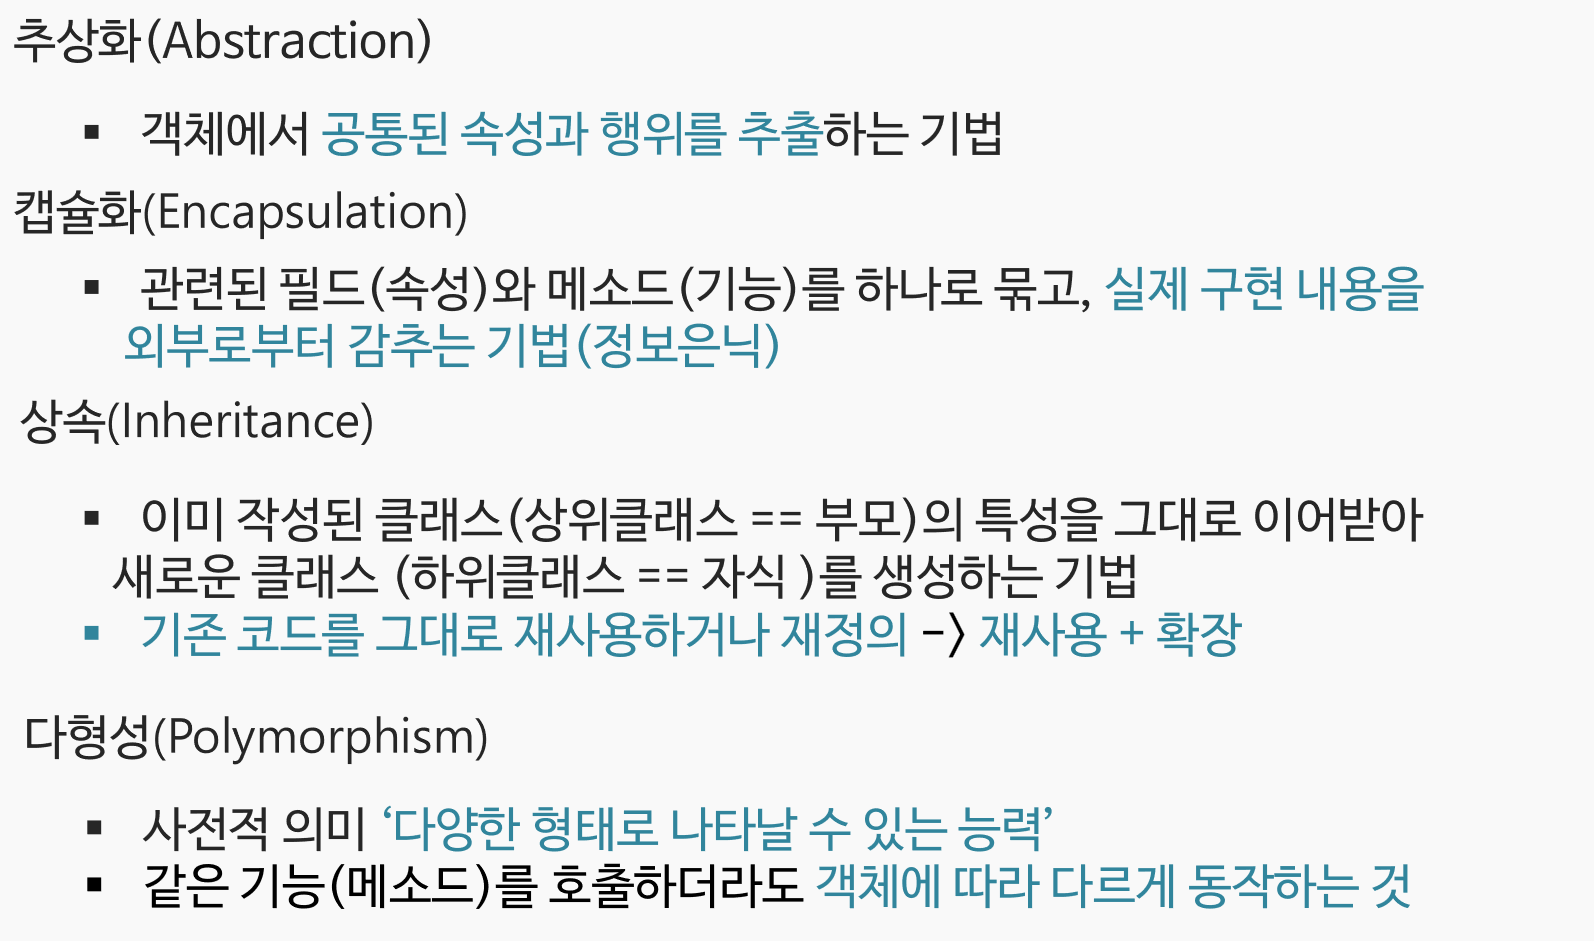 추상화(Abstraction)
▪ 객체에서 공통된 속성과 행위를 추출하는 기법
캡슐화(Encapsulation)
▪ 관련된 필드(속성)와 메소드(기능)를 하나로 묶고, 실제 구현 내용을
외부로부터 감추는 기법(정보은닉)
상속(Inheritance)
▪ 이미 작성된 클래스(상위클래스 == 부모)의 특성을 그대로 이어받아
새로운 클래스 (하위클래스 == 자식 )를 생성하는 기법
▪ 기존 코드를 그대로 재사용하거나 재정의 -> 재사용 + 확장
다형성(Polymorphism)
▪ 사전적 의미 ‘다양한 형태로 나타날 수 있는 능력’
▪ 같은 기능(메소드)를 호출하더라도 객체에 따라 다르게 동작하는 것